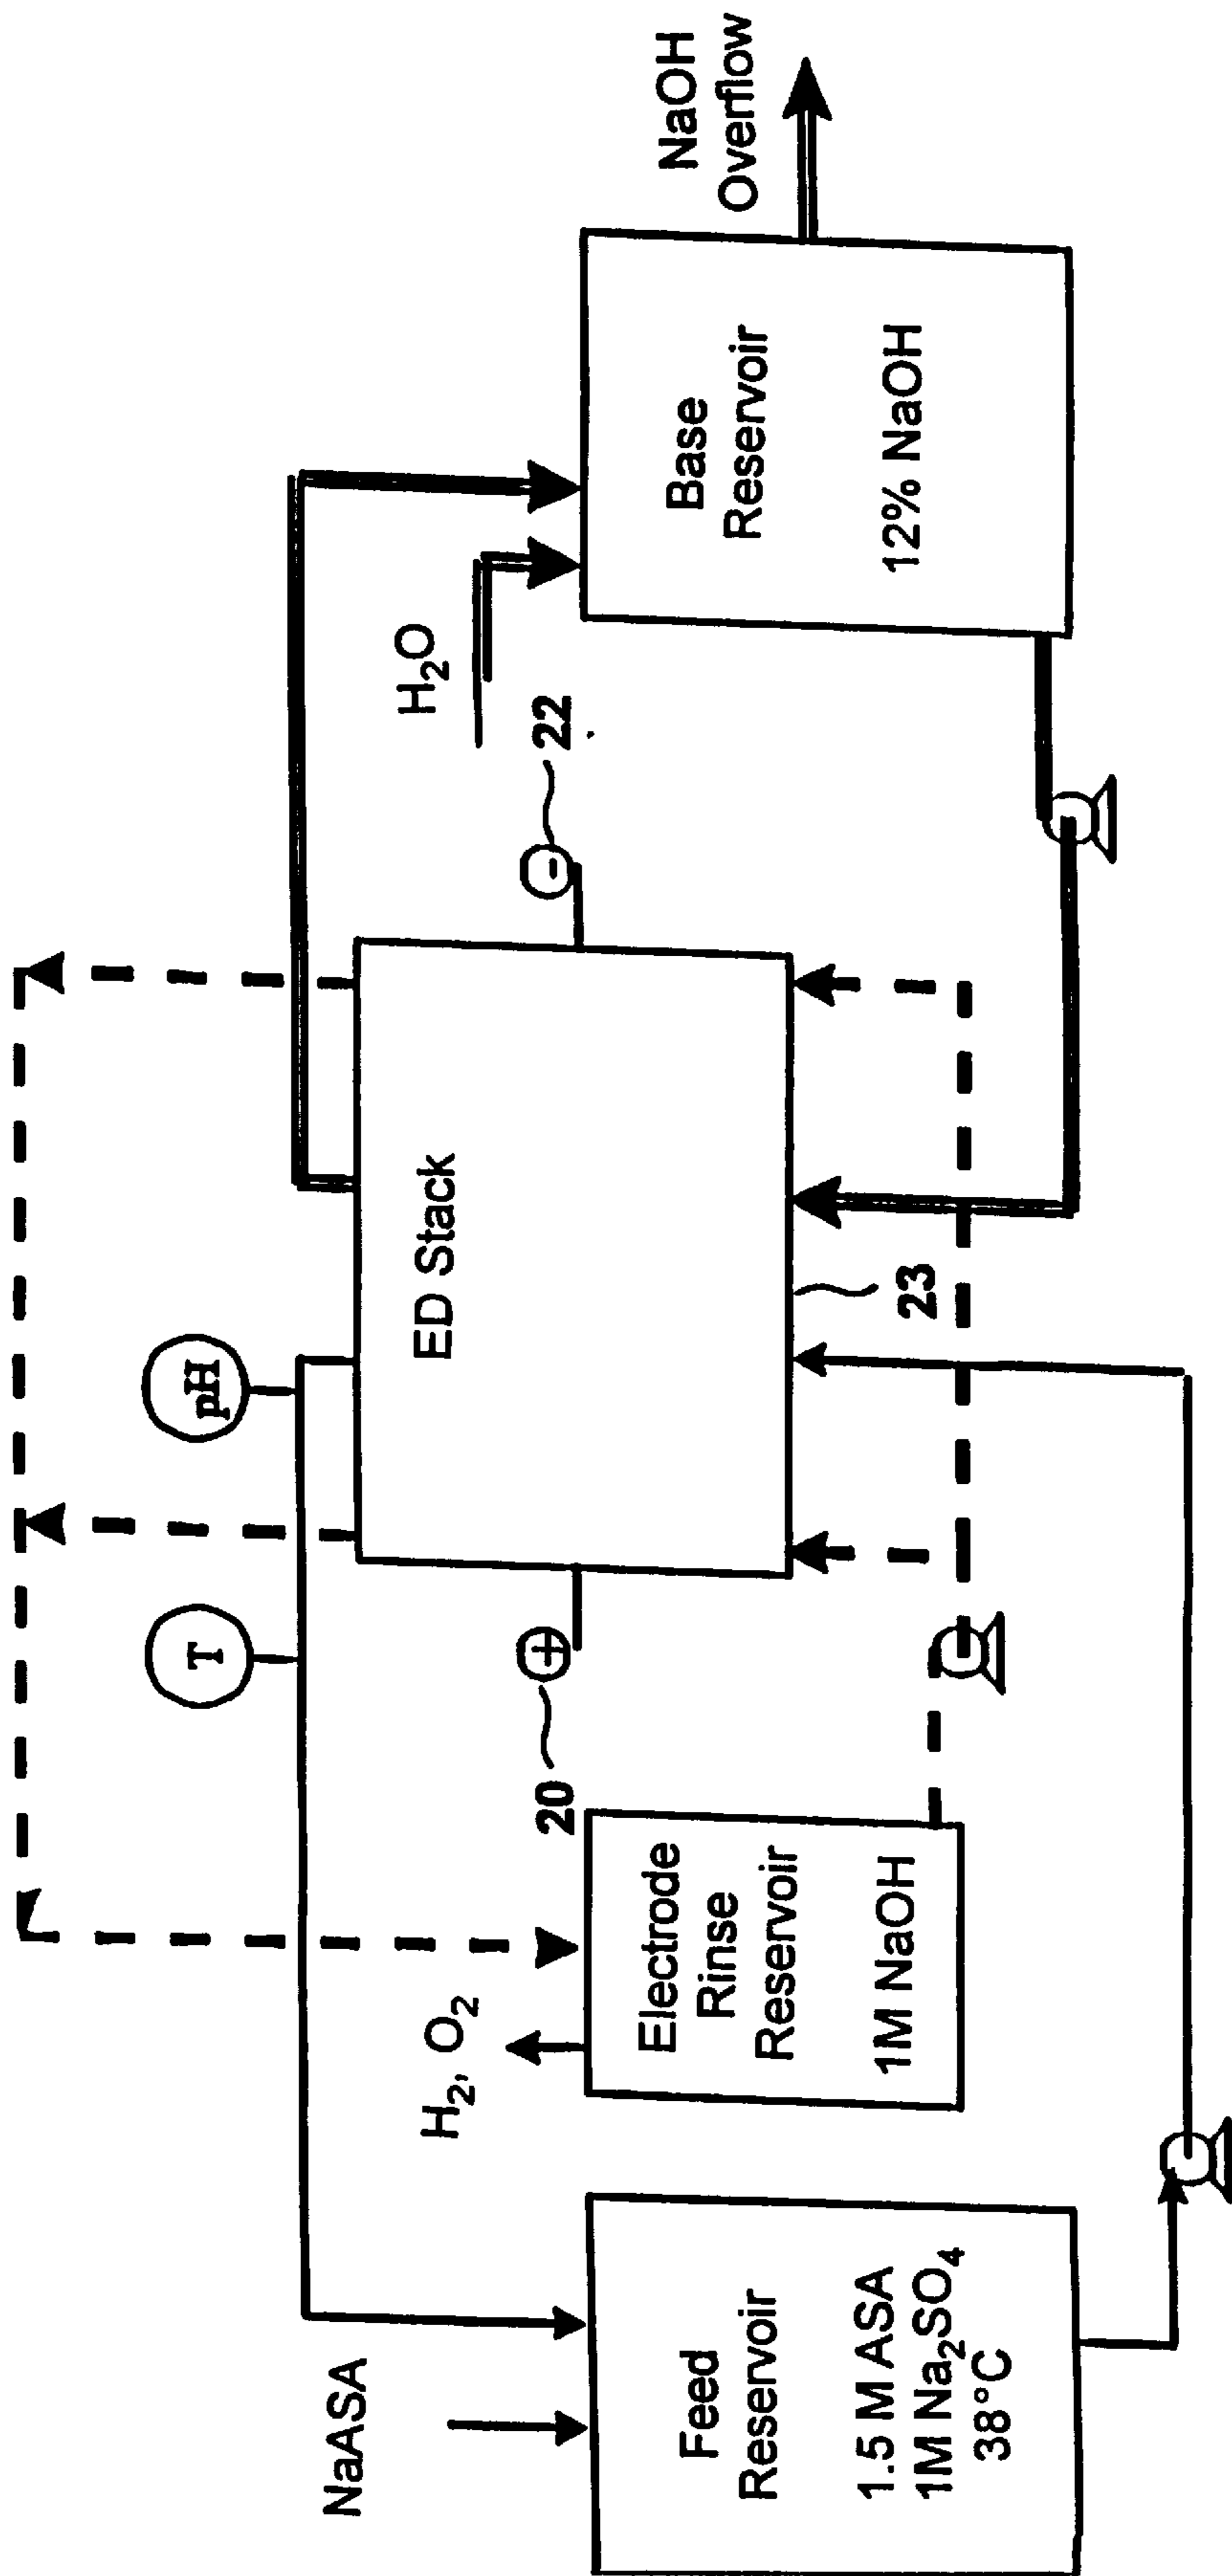 T
pH
NaASA
H2, O2
20
+
ED Stack
-
22
H2O
NaOH
Overflow
Feed
Reservoir
1.5 M ASA
1M Na2SO4
38°C
Electrode
Rinse
Reservoir
1M NaOH
23
Base
Reservoir
12% NaOH